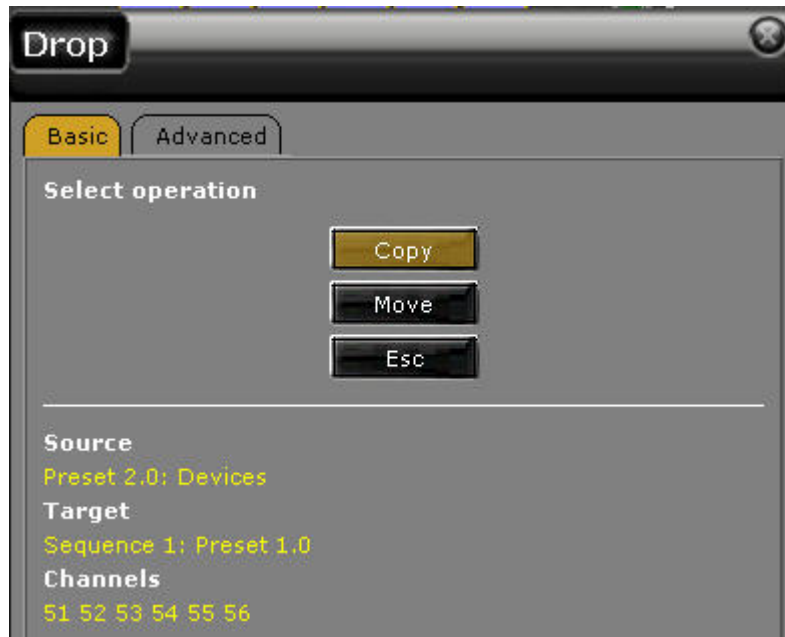 Drop
Basic Advanced
Select operation
Copy
Move
Esc
Source
Preset 2.0: Devices
Target
Sequence 1: Preset 1.0
Channels
51 52 53 54 55 56